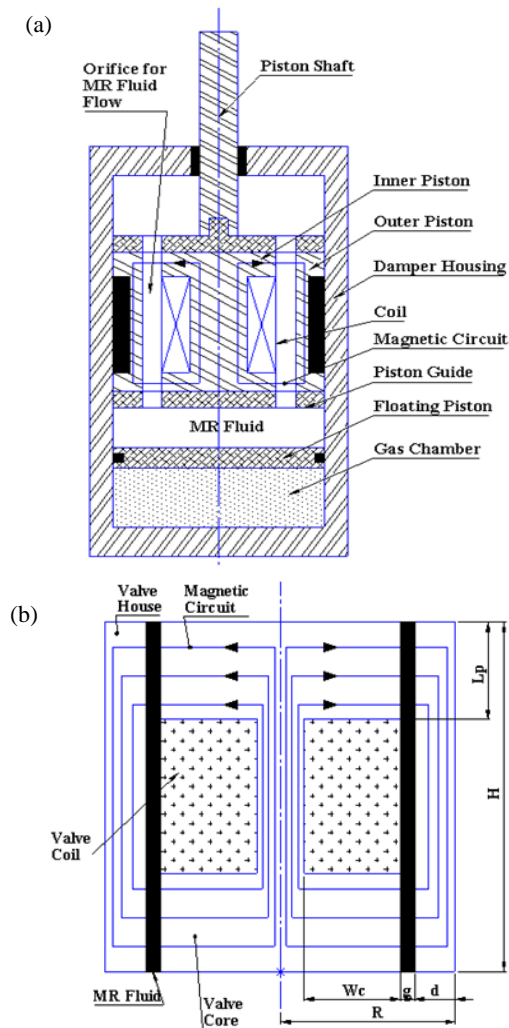 (a)
Orifice for
MR Fluid
Flow
Piston Shaft
Inner Piston
Outer Piston
Damper Housing
Coil
Magnetic Circuit
Piston Guide
Floating Piston
Gas Chamber
MR Fluid
(b)
Valve
House
Magnetic
Circuit
Lp
H
Valve
Coil
MR Fluid
Valve
Core
Wc
g
d
R